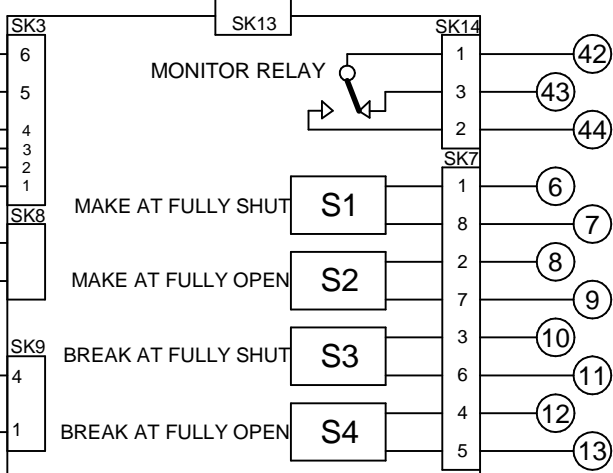 SK3
SK13
SK14
6
MONITOR RELAY
1
42
5
3
43
4
2
44
3
2
1
SK7
MAKE AT FULLY SHUT
S1
1
6
8
7
SK8
MAKE AT FULLY OPEN
S2
2
8
7
9
SK9
BREAK AT FULLY SHUT
S3
3
10
4
6
11
BREAK AT FULLY OPEN
S4
4
12
1
5
13